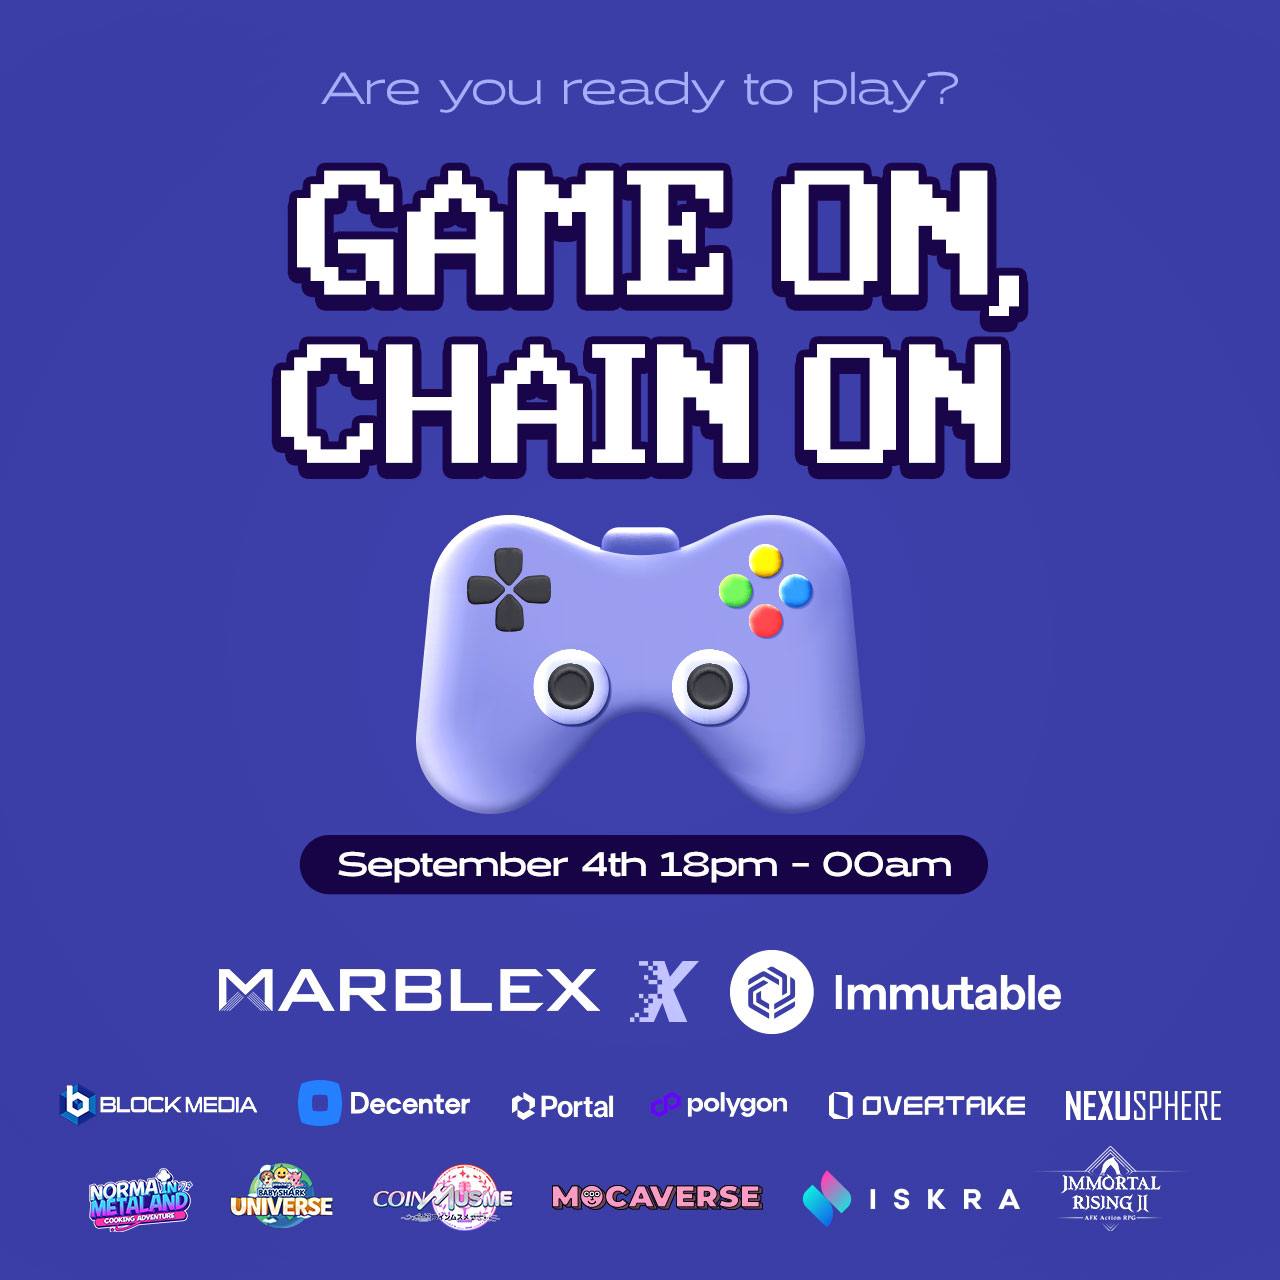 Are you ready to play?
GAME ON,
CHAIN ON
September 4th 18pm - 00am
MARBLEX X Immutable
BLOCK MEDIA Decenter Portal polygon OVERTAKE NEXUSPHERE
NORMA IN METALAND COOKING ADVENTURE
BABY SHARK UNIVERSE
COIN MUSME
MOCAVERSE
ISKRA
IMMORTAL RISING II
AFK Action RPG